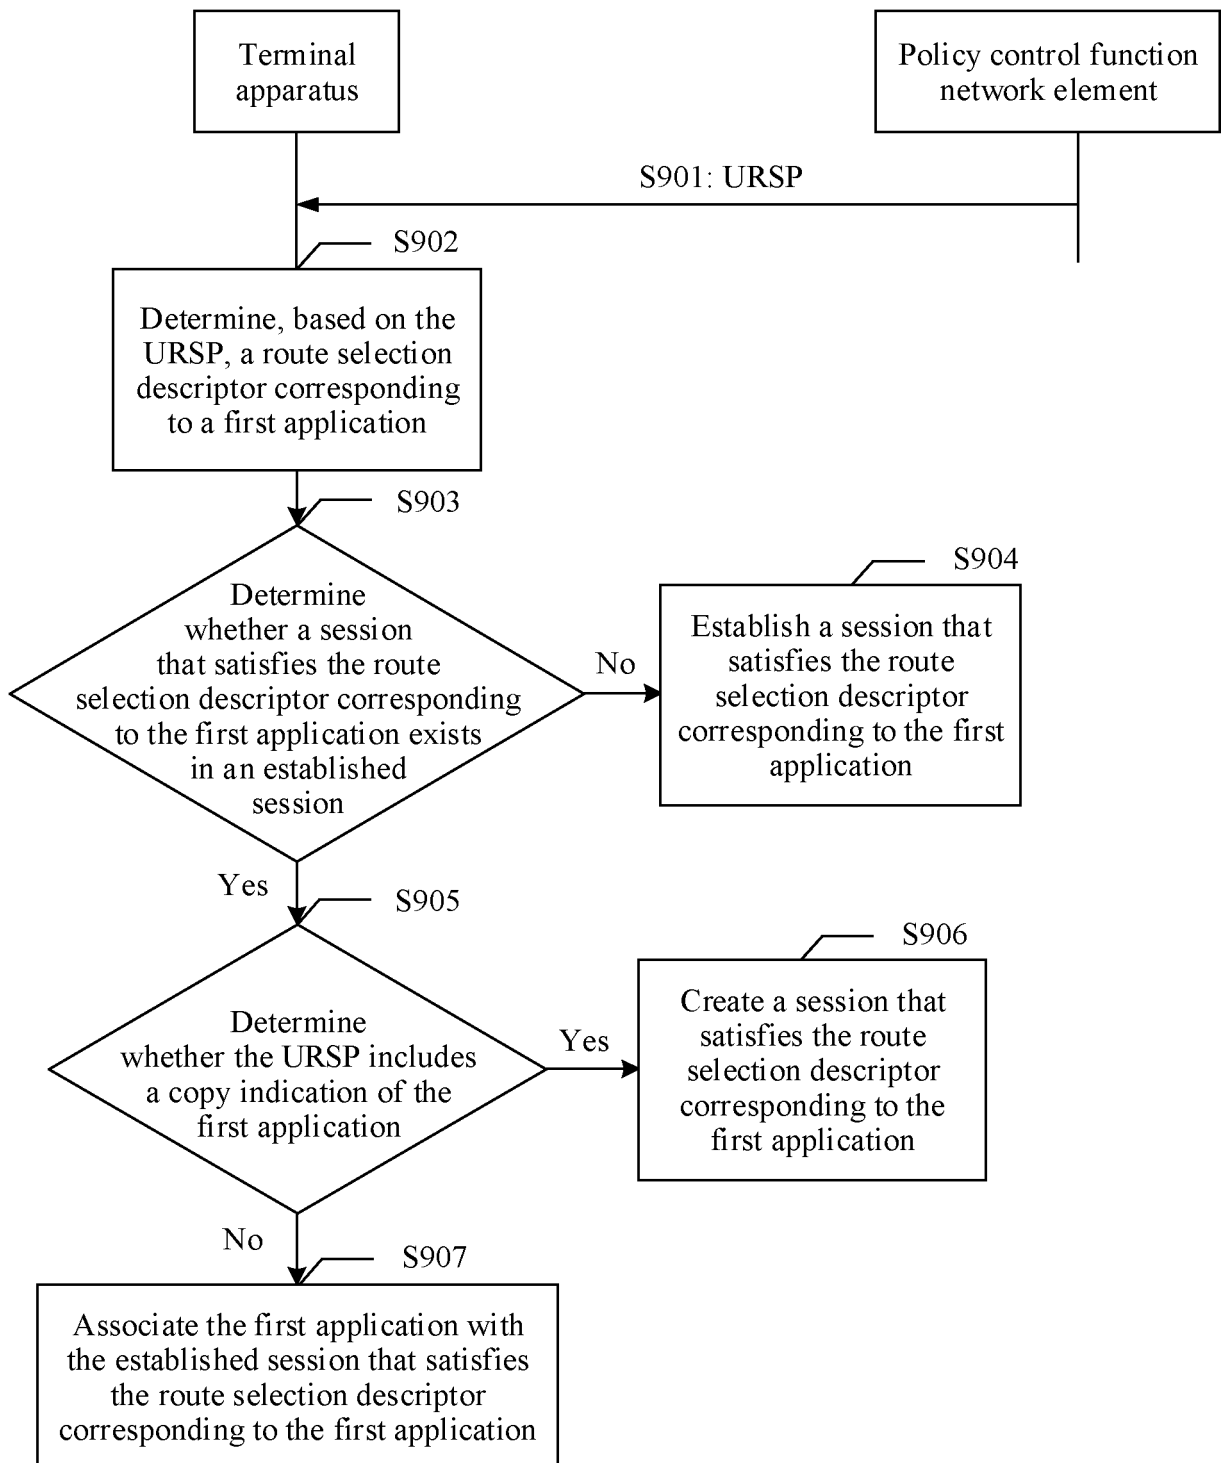 Terminal
apparatus
Policy control function
network element
S901: URSP
S902
Determine, based on the
URSP, a route selection
descriptor corresponding
to a first application
S903
Determine
whether a session
that satisfies the route
selection descriptor corresponding
to the first application exists
in an established
session
No
S904
Establish a session that
satisfies the route
selection descriptor
corresponding to the first
application
Yes
S905
Determine
whether the URSP includes
a copy indication of the
first application
Yes
S906
Create a session that
satisfies the route
selection descriptor
corresponding to the
first application
No
S907
Associate the first application with
the established session that satisfies
the route selection descriptor
corresponding to the first application